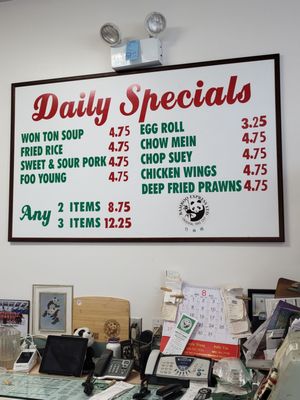 Daily Specials
WON TON SOUP 4.75
FRIED RICE 4.75
SWEET & SOUR PORK 4.75
FOO YOUNG 4.75
EGG ROLL 3.25
CHOW MEIN 4.75
CHOP SUEY 4.75
CHICKEN WINGS 4.75
DEEP FRIED PRAWNS 4.75
Any 2 ITEMS 8.75
3 ITEMS 12.25
8